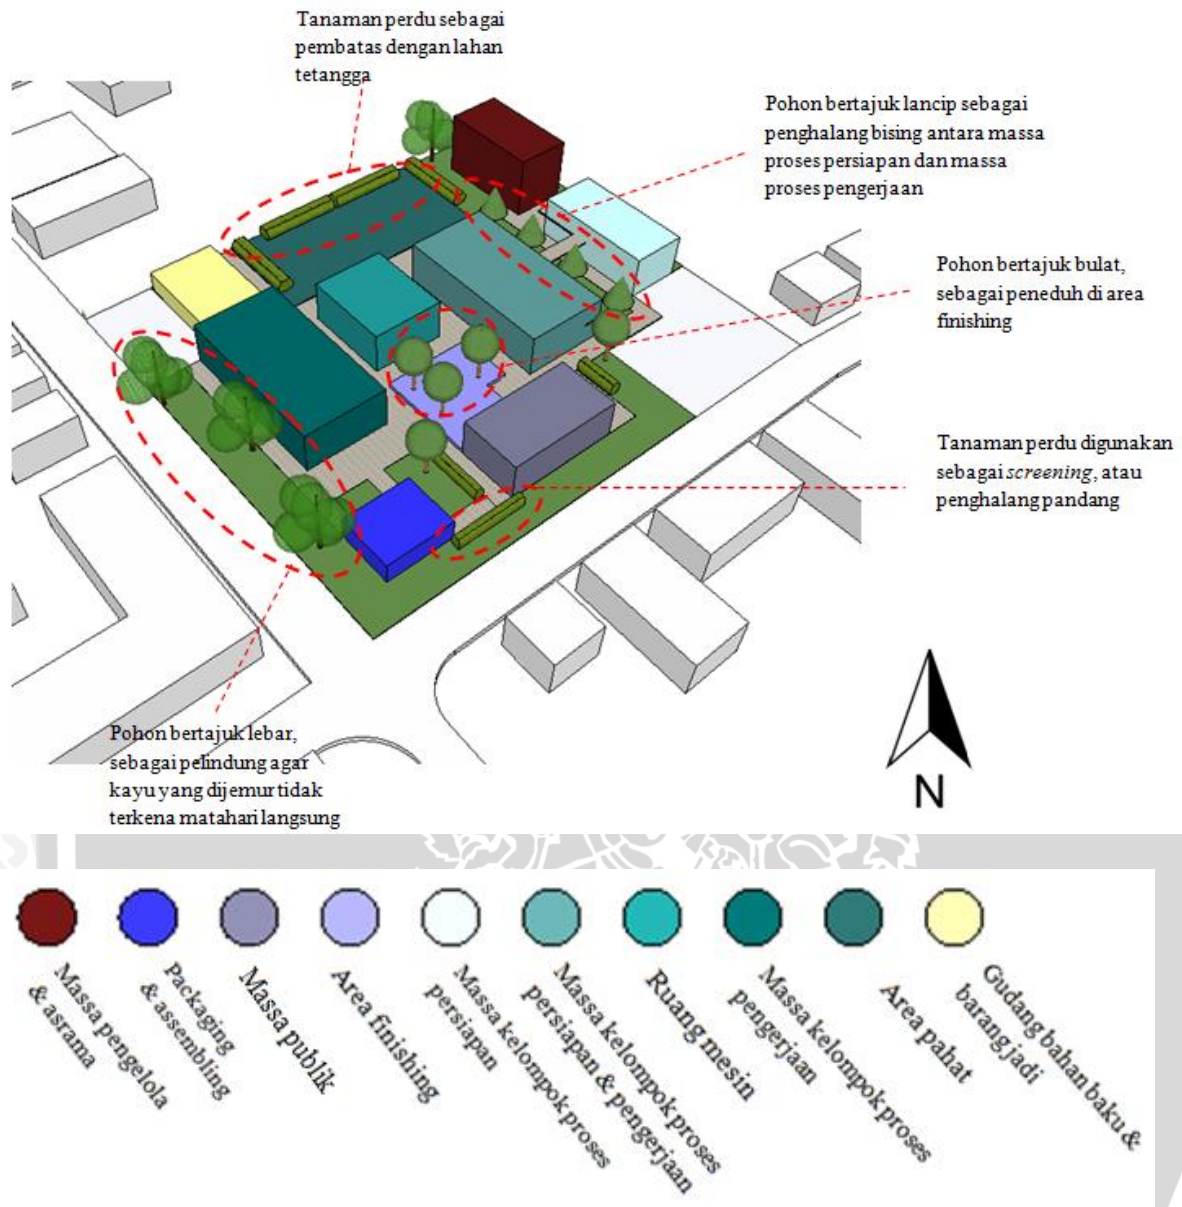 Tanaman perdu sebagai
pembatas dengan lahan
tetangga
Pohon bertajuk lancip sebagai
penghalang bising antara massa
proses persiapan dan massa
proses pengerjaan
Pohon bertajuk bulat,
sebagai peneduh di area
finishing
Tanaman perdu digunakan
sebagai screening, atau
penghalang pandang
Pohon bertajuk lebar,
sebagai pelindung agar
kayu yang dijemur tidak
terkena matahari langsung
N
Massa pengelola
& asrama
Packaging
& assembling
Massa publik
Area finishing
Massa kelompok proses
persiapan
Massa kelompok proses
persiapan & pengerjaan
Ruang mesin
Massa kelompok proses
pengerjaan
Area pahat
Gudang bahan baku &
barang jadi